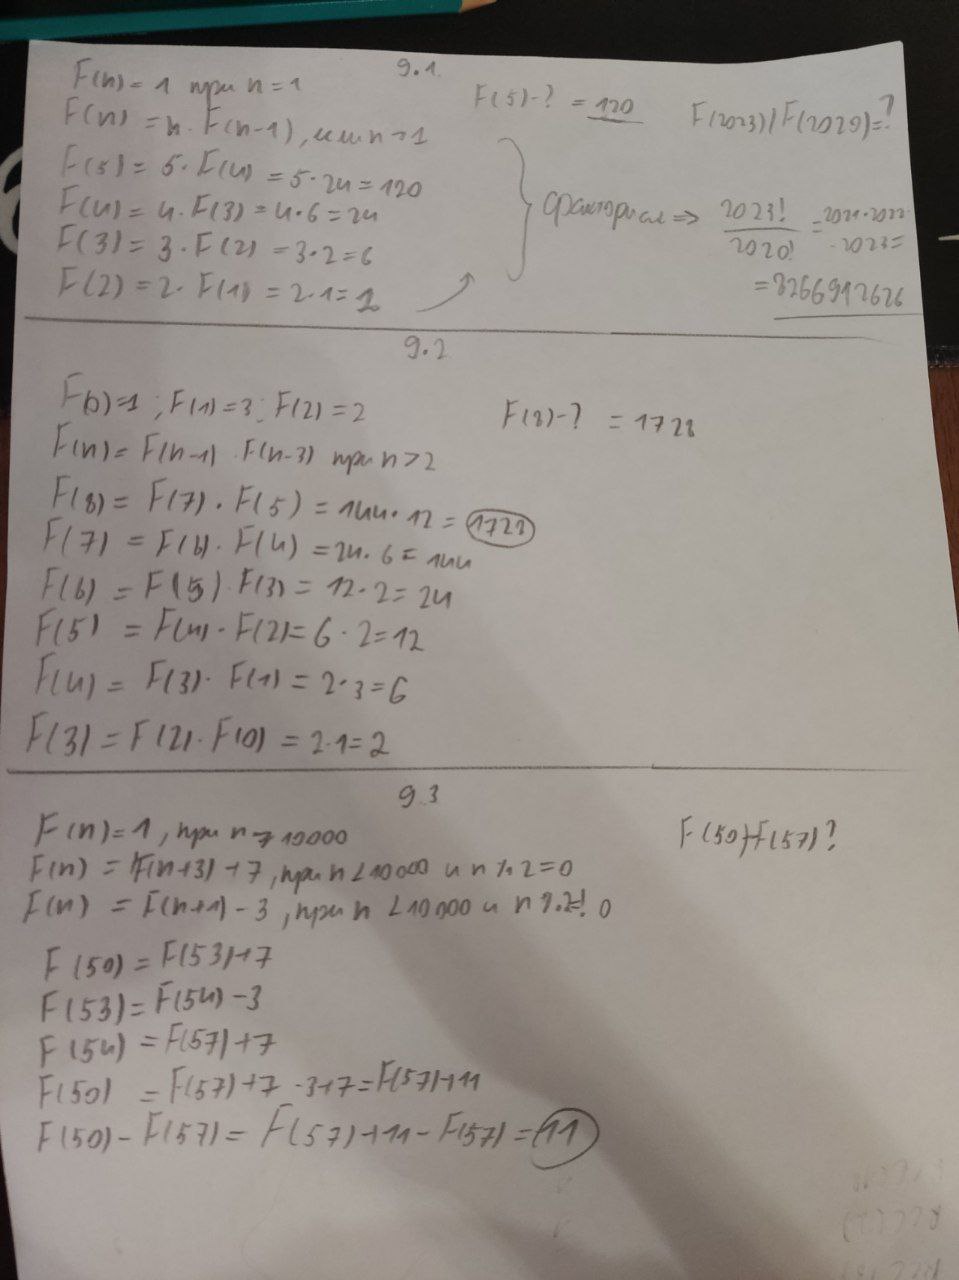 9.1.
F(n) = 1 при n = 1
F(5)-? = 120
F(2023)/F(2020)=?
F(n) = n · F(n-1), если n>1
F(5) = 5 · F(4) = 5 · 24 = 120
F(4) = 4 · F(3) = 4 · 6 = 24
F(3) = 3 · F(2) = 3 · 2 = 6
F(2) = 2 · F(1) = 2 · 1 = 2
факториал => 2023!/2020! = 2021·2022·
· 2023=
= 8266912626
9.2
F(0)=1 ; F(1)=3; F(2)=2
F(8)-? = 1728
F(n)= F(n-1) · F(n-3) при n>2
F(8) = F(7) · F(5) = 144 · 12 = 1728
F(7) = F(6) · F(4) = 24 · 6 = 144
F(6) = F(5) · F(3) = 12 · 2 = 24
F(5) = F(4) · F(2) = 6 · 2 = 12
F(4) = F(3) · F(1) = 2 · 3 = 6
F(3) = F(2) · F(0) = 2 · 1 = 2
9.3
F(n)=1, при n > 10000
F(50)-F(57)?
F(n) = F(n+3) + 7, при n < 10000 и n % 2 = 0
F(n) = F(n+1) - 3, при n < 10000 и n % 2 != 0
F(50) = F(53)+7
F(53) = F(54) - 3
F(54) = F(57)+7
F(50) = F(57)+7 -3+7= F(57)+11
F(50) - F(57) = F(57)+11 - F(57) = 11